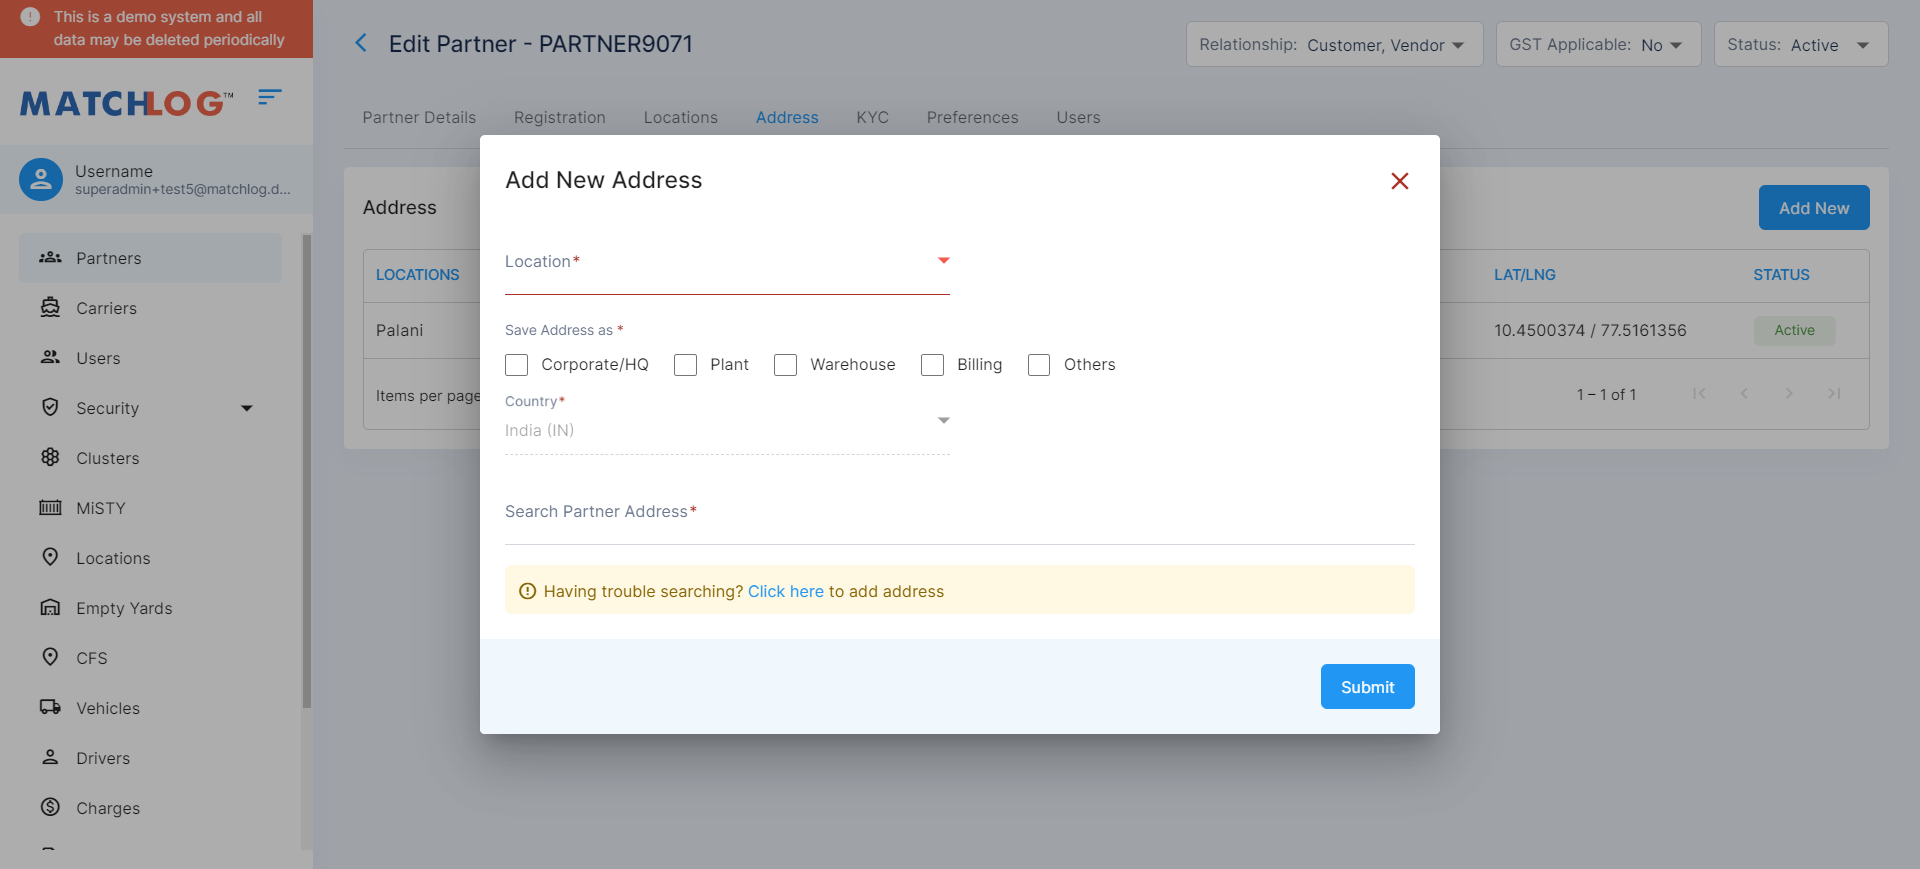 This is a demo system and all
data may be deleted periodically
MATCHLOG™
Username
superadmin+test5@matchlog.d...
Partners
Carriers
Users
Security
Clusters
MiSTY
Locations
Empty Yards
CFS
Vehicles
Drivers
Charges
Edit Partner - PARTNER9071
Relationship: Customer, Vendor
GST Applicable: No
Status: Active
Partner Details
Registration
Locations
Address
KYC
Preferences
Users
Address
Add New
LOCATIONS
LAT/LNG
STATUS
Palani
10.4500374 / 77.5161356
Active
Items per page
1 – 1 of 1
Add New Address
Location*
Save Address as *
Corporate/HQ
Plant
Warehouse
Billing
Others
Country*
India (IN)
Search Partner Address*
Having trouble searching? Click here to add address
Submit